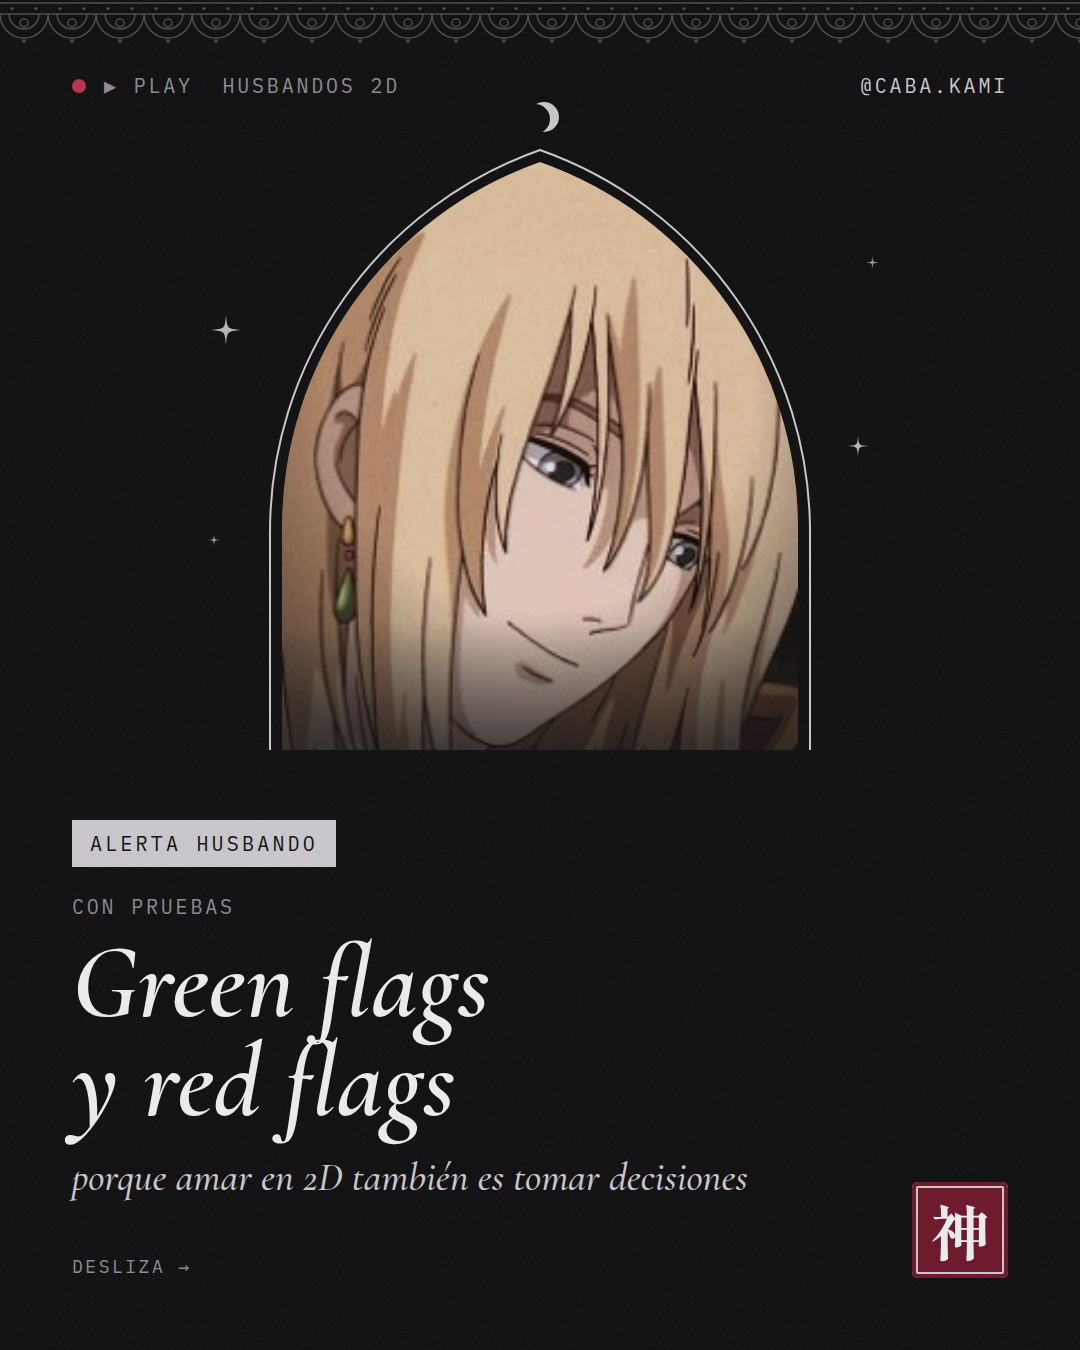 ▶ PLAY HUSBANDOS 2D
@CABA.KAMI
ALERTA HUSBANDO
CON PRUEBAS
Green flags
y red flags
porque amar en 2D también es tomar decisiones
DESLIZA →
神